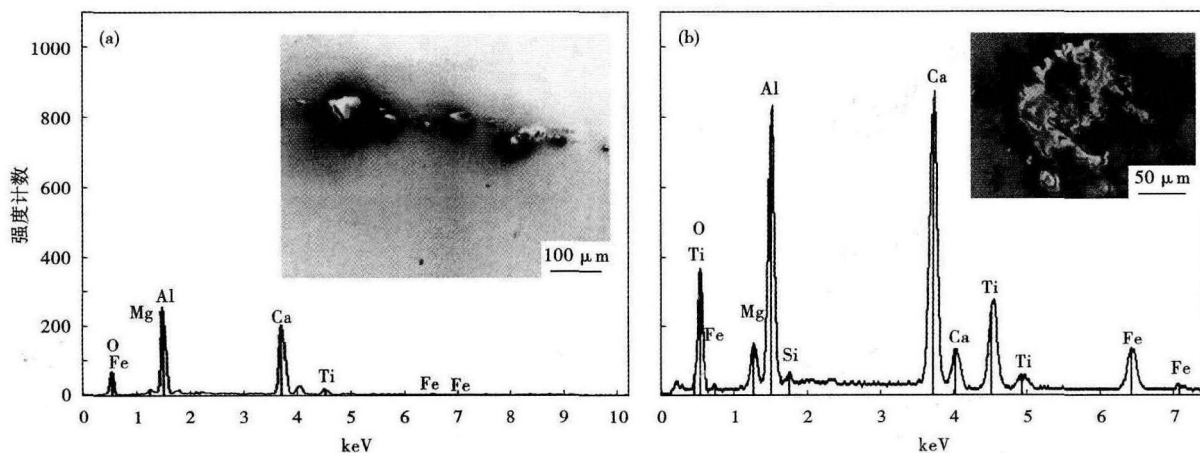 (a)
1000
800
600
400
200
0
强度计数
O
Fe
Mg
Al
Ca
Ti
Fe
Fe
100 μm
0 1 2 3 4 5 6 7 8 9 10
keV
(b)
O
Ti
Fe
Mg
Al
Si
Ca
Ca
Ti
Ti
Fe
Fe
50 μm
0 1 2 3 4 5 6 7
keV